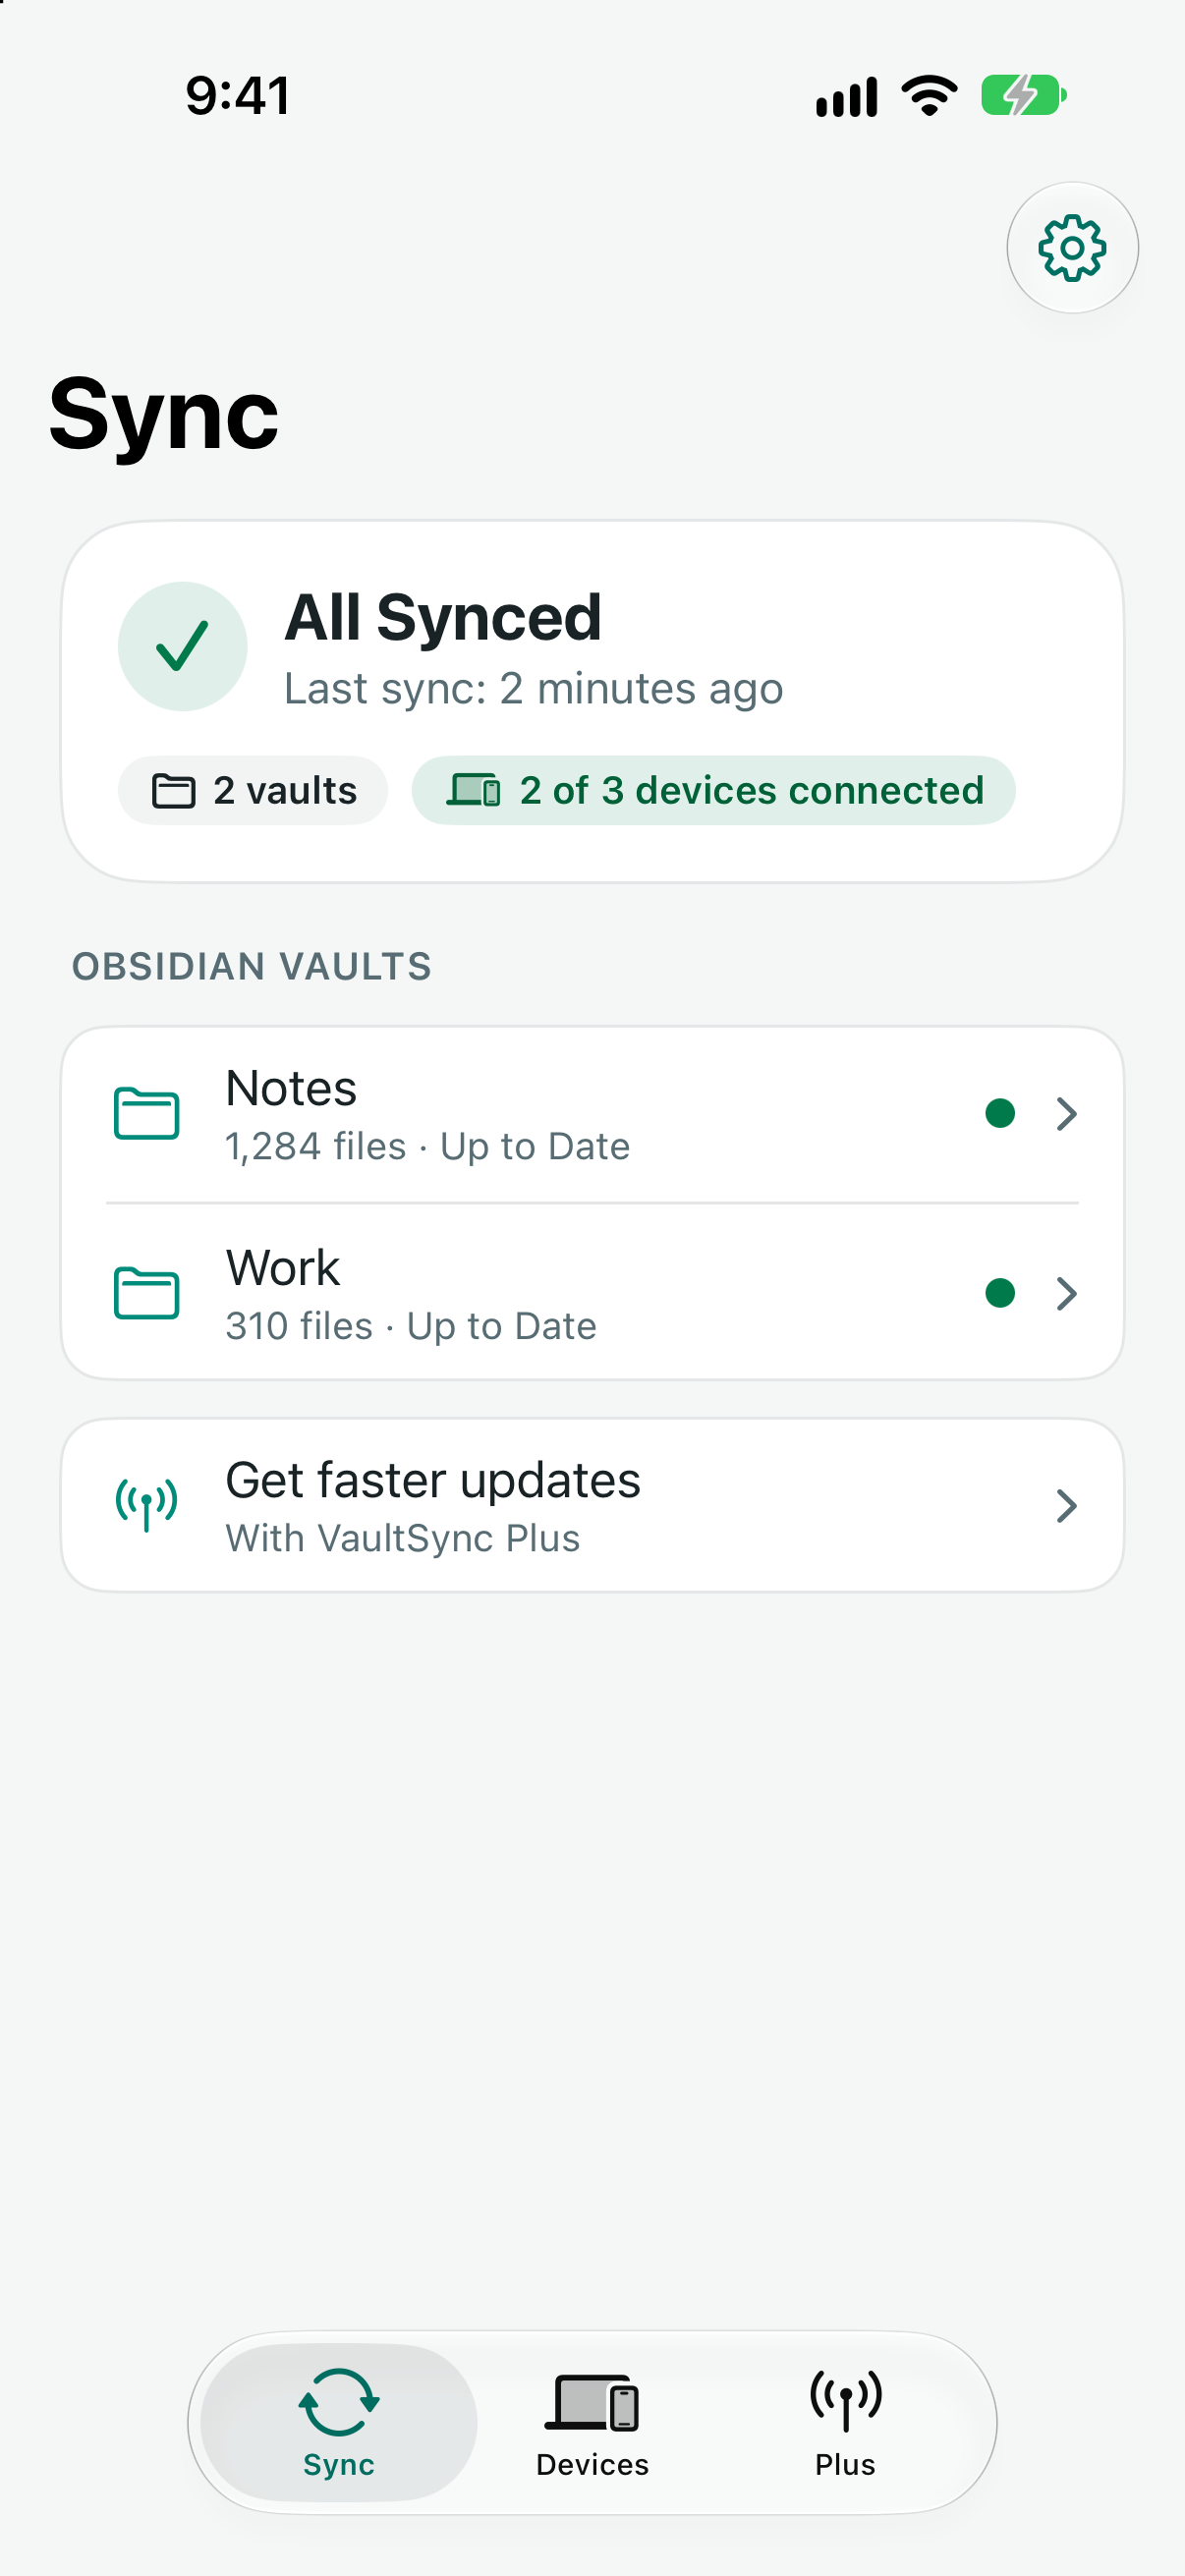 9:41
Sync
All Synced
Last sync: 2 minutes ago
2 vaults
2 of 3 devices connected
OBSIDIAN VAULTS
Notes
1,284 files · Up to Date
Work
310 files · Up to Date
Get faster updates
With VaultSync Plus
Sync
Devices
Plus